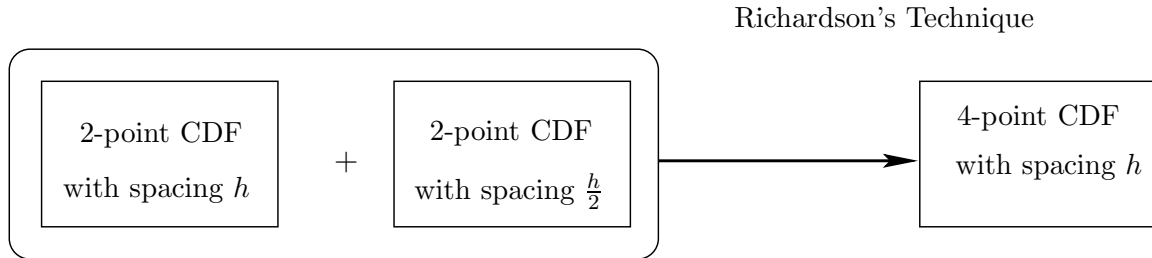 Richardson's Technique
2-point CDF
with spacing h
+
2-point CDF
with spacing h/2
4-point CDF
with spacing h